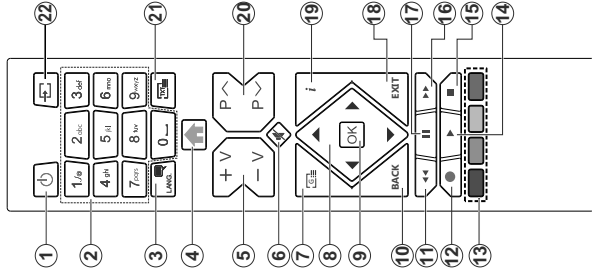 1 22
1./@ 2abc 3def
2
4ghi 5jkl 6mno
7pqrs 8tuv 9wxyz
3 LANG. 0 TXT 21
4
5 + V P 20
− V P
6
7 G i 19
8
9 OK
10 BACK EXIT 18
11 17 16
12 14 15
13